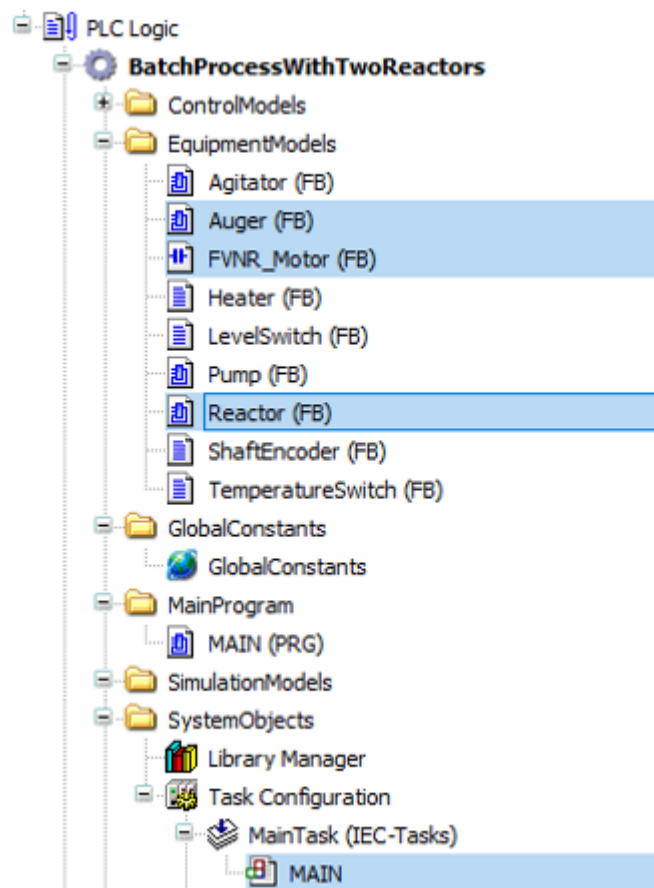 PLC Logic
BatchProcessWithTwoReactors
ControlModels
EquipmentModels
Agitator (FB)
Auger (FB)
FVNR_Motor (FB)
Heater (FB)
LevelSwitch (FB)
Pump (FB)
Reactor (FB)
ShaftEncoder (FB)
TemperatureSwitch (FB)
GlobalConstants
GlobalConstants
MainProgram
MAIN (PRG)
SimulationModels
SystemObjects
Library Manager
Task Configuration
MainTask (IEC-Tasks)
MAIN